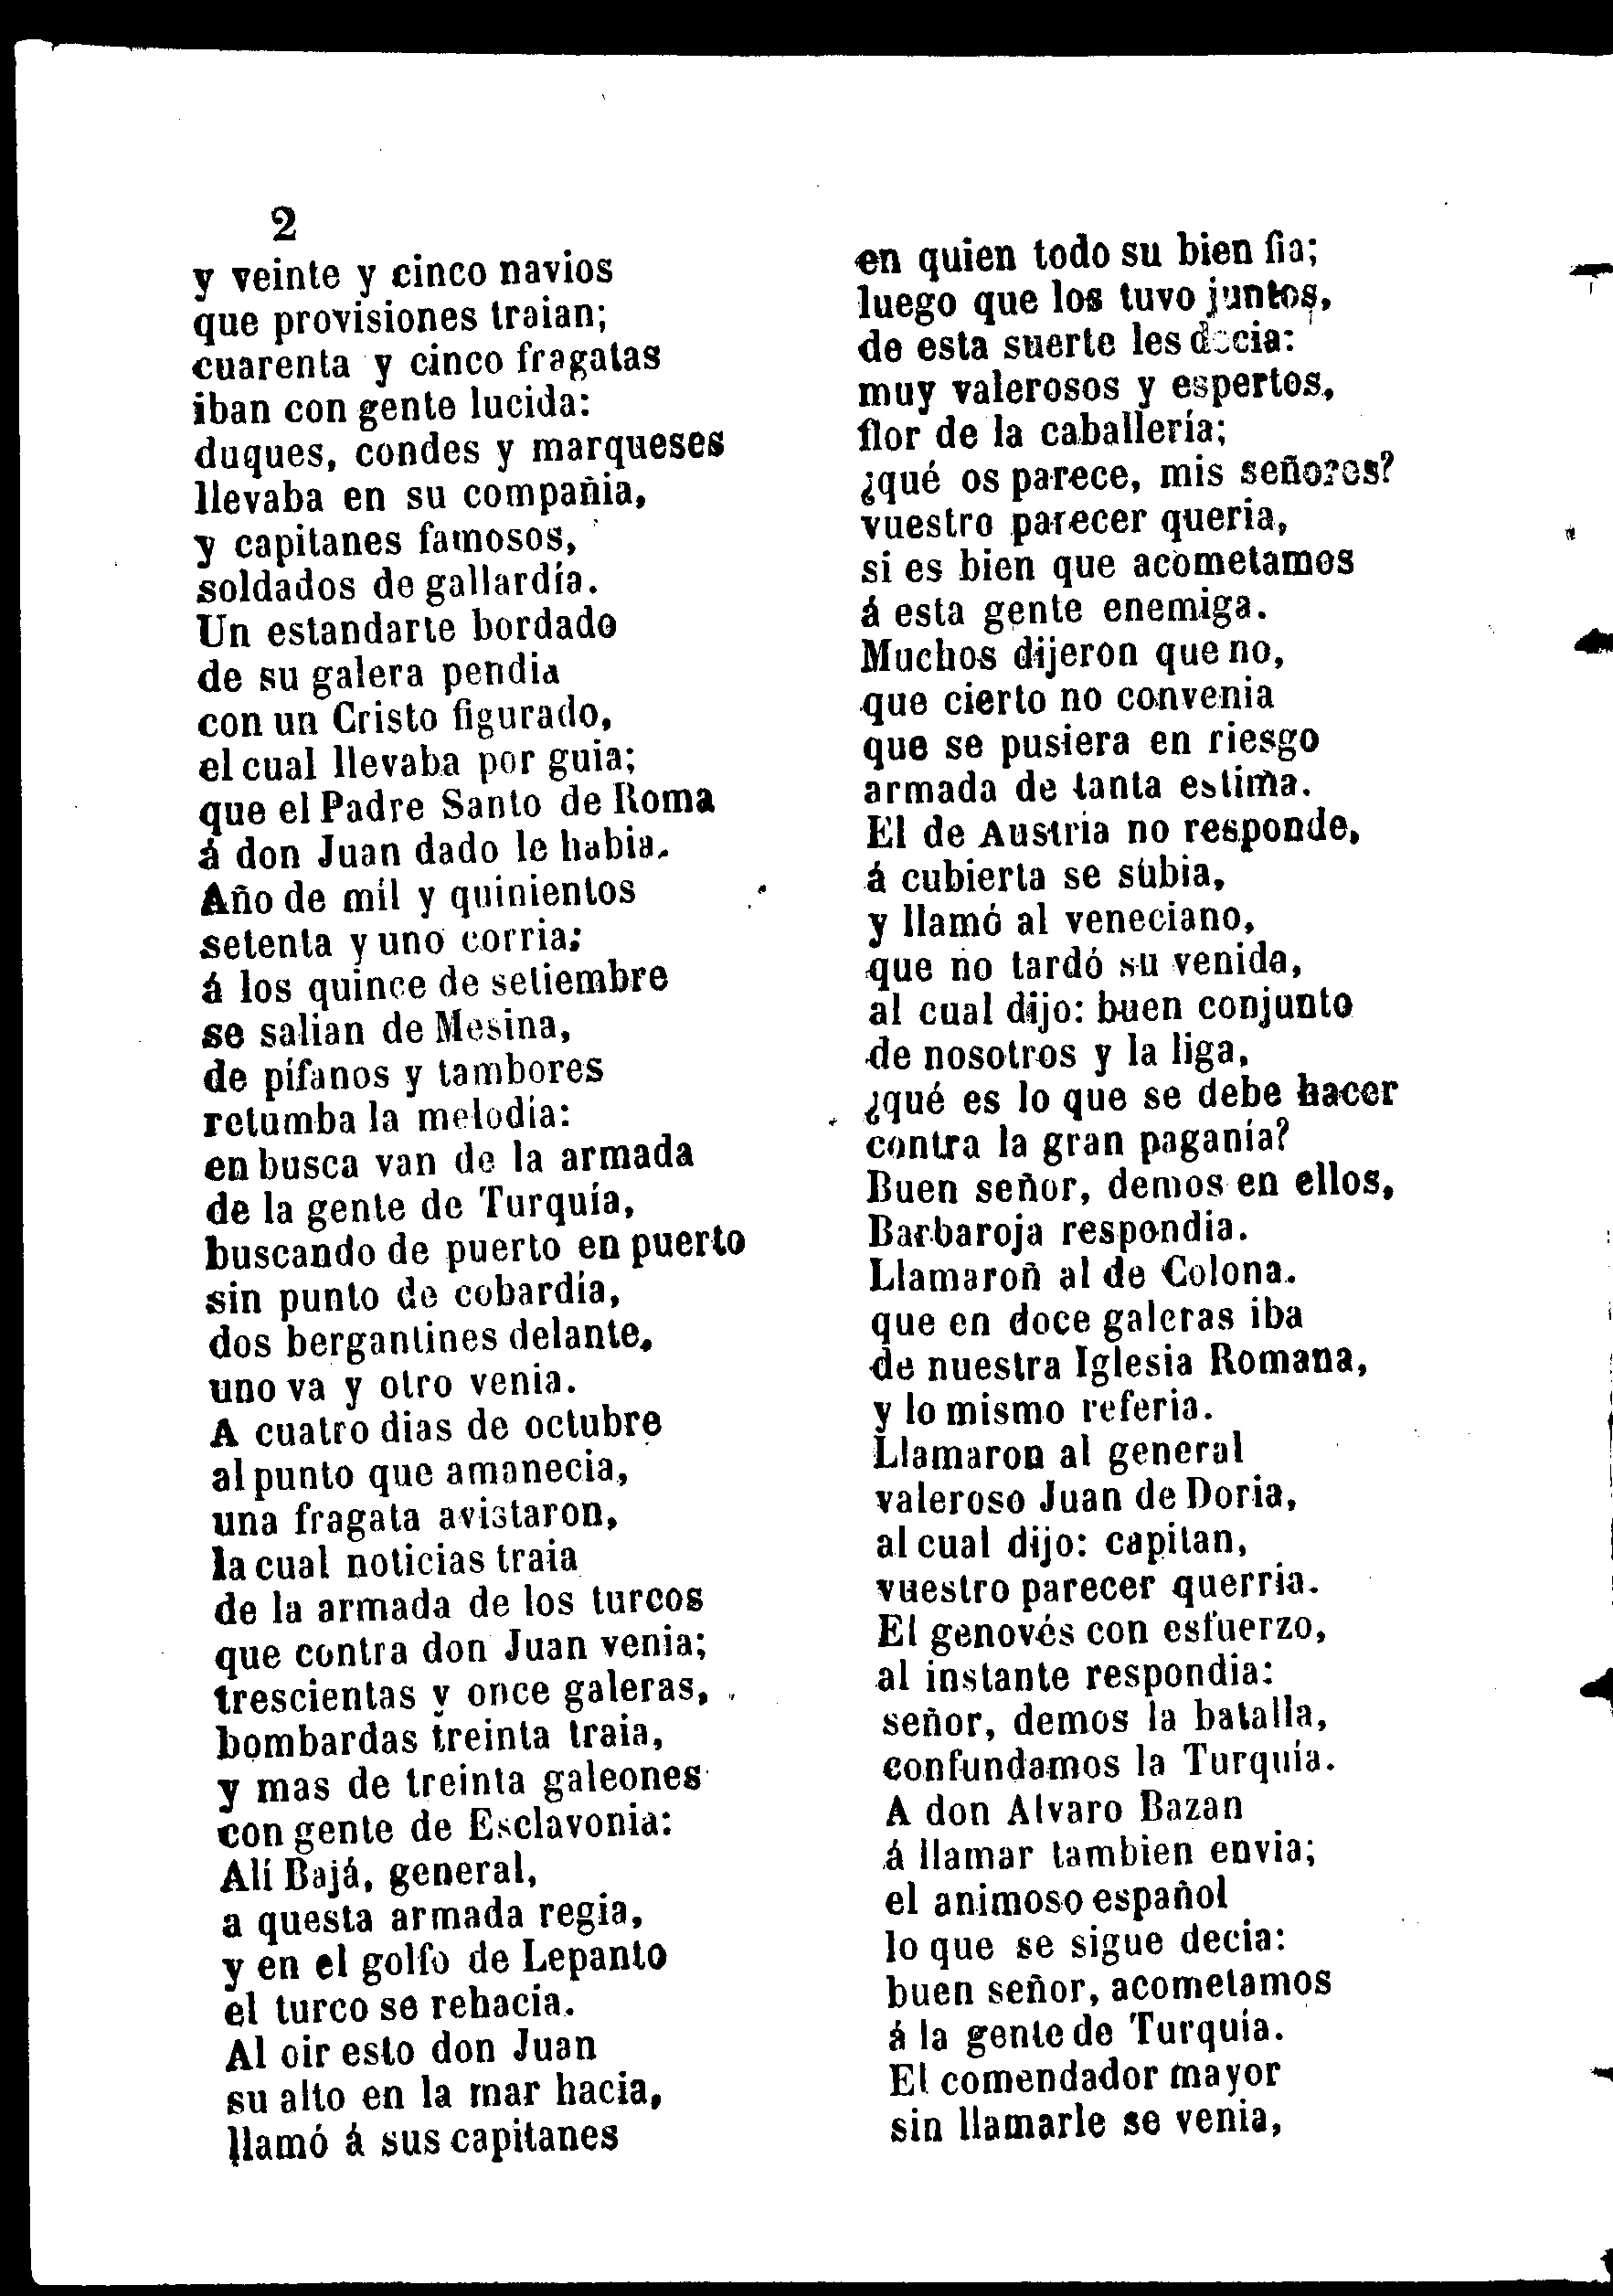 2
y veinte y cinco navios
que provisiones traian;
cuarenta y cinco fragatas
iban con gente lucida:
duques, condes y marqueses
llevaba en su compañia,
y capitanes famosos,
soldados de gallardía.
Un estandarte bordado
de su galera pendia
con un Cristo figurado,
el cual llevaba por guia;
que el Padre Santo de Roma
á don Juan dado le habia.
Año de mil y quinientos
setenta y uno corria;
á los quince de setiembre
se salian de Mesina,
de pífanos y tambores
retumba la melodía:
en busca van de la armada
de la gente de Turquía,
buscando de puerto en puerto
sin punto de cobardía,
dos bergantines delante,
uno va y otro venia.
A cuatro dias de octubre
al punto que amanecia,
una fragata avistaron,
la cual noticias traia
de la armada de los turcos
que contra don Juan venia;
trescientas y once galeras,
bombardas treinta traia,
y mas de treinta galeones
con gente de Esclavonia:
Alí Bajá, general,
a questa armada regia,
y en el golfo de Lepanto
el turco se rehacia.
Al oir esto don Juan
su alto en la mar hacia,
llamó á sus capitanes
en quien todo su bien fia;
luego que los tuvo juntos,
de esta suerte les decia:
muy valerosos y espertos,
flor de la caballería;
¿qué os parece, mis señores?
vuestro parecer queria,
si es bien que acometamos
á esta gente enemiga.
Muchos dijeron que no,
que cierto no convenia
que se pusiera en riesgo
armada de tanta estima.
El de Austria no responde,
á cubierta se subia,
y llamó al veneciano,
que no tardó su venida,
al cual dijo: buen conjunto
de nosotros y la liga,
¿qué es lo que se debe hacer
contra la gran paganía?
Buen señor, demos en ellos,
Barbaroja respondia.
Llamaron al de Colona.
que en doce galeras iba
de nuestra Iglesia Romana,
y lo mismo referia.
Llamaron al general
valeroso Juan de Doria,
al cual dijo: capitan,
vuestro parecer querria.
El genovés con esfuerzo,
al instante respondia:
señor, demos la batalla,
confundamos la Turquía.
A don Alvaro Bazan
á llamar tambien envia;
el animoso español
lo que se sigue decia:
buen señor, acometamos
á la gente de Turquía.
El comendador mayor
sin llamarle se venia,